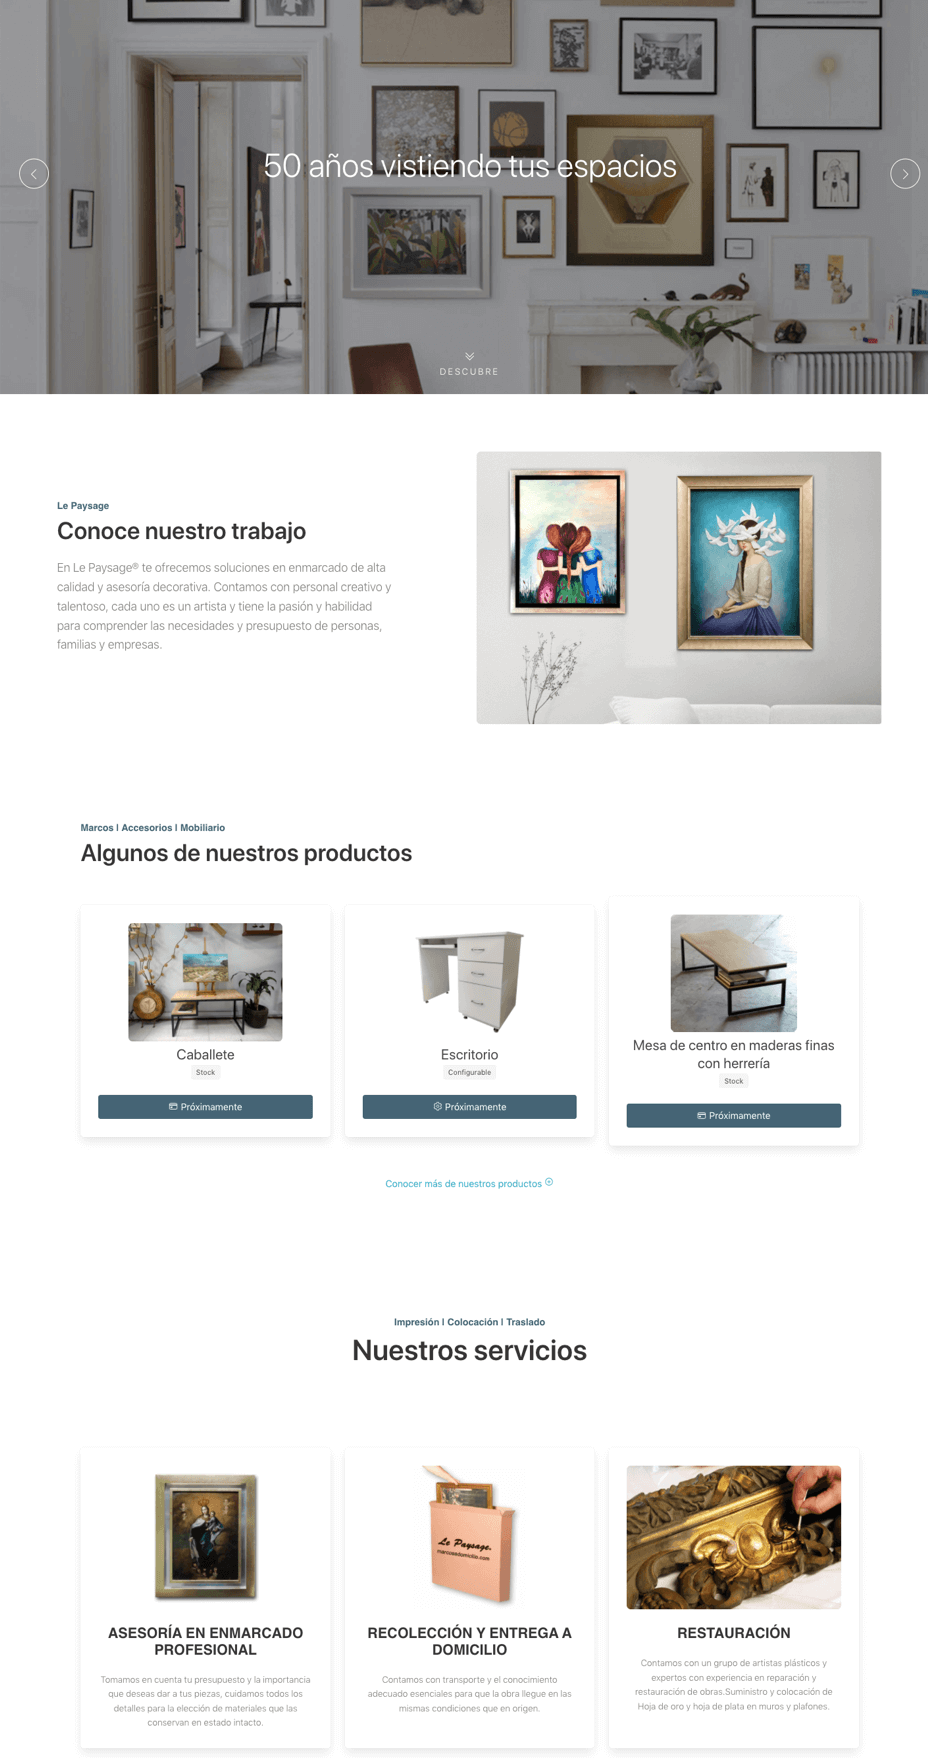 50 años vistiendo tus espacios
DESCUBRE
Le Paysage
Conoce nuestro trabajo
En Le Paysage® te ofrecemos soluciones en enmarcado de alta
calidad y asesoría decorativa. Contamos con personal creativo y
talentoso, cada uno es un artista y tiene la pasión y habilidad
para comprender las necesidades y presupuesto de personas,
familias y empresas.
Marcos | Accesorios | Mobiliario
Algunos de nuestros productos
Caballete
Stock
Próximamente
Escritorio
Configurable
Próximamente
Mesa de centro en maderas finas
con herrería
Stock
Próximamente
Conocer más de nuestros productos
Impresión | Colocación | Traslado
Nuestros servicios
ASESORÍA EN ENMARCADO
PROFESIONAL
Tomamos en cuenta tu presupuesto y la importancia
que deseas dar a tus piezas, cuidamos todos los
detalles para la elección de materiales que las
conservan en estado intacto.
Le Paysage.
marcosadomicilio.com
RECOLECCIÓN Y ENTREGA A
DOMICILIO
Contamos con transporte y el conocimiento
adecuado esenciales para que la obra llegue en las
mismas condiciones que en origen.
RESTAURACIÓN
Contamos con un grupo de artistas plásticos y
expertos con experiencia en reparación y
restauración de obras.Suministro y colocación de
Hoja de oro y hoja de plata en muros y plafones.